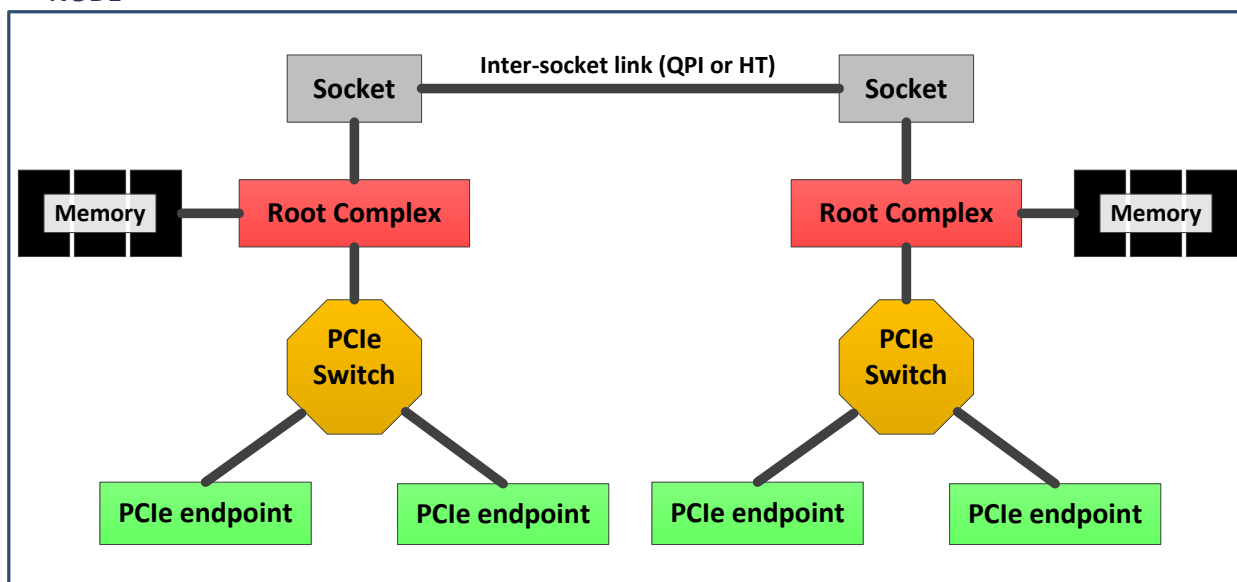 Inter-socket link (QPI or HT)
Socket
Socket
Memory
Root Complex
Root Complex
Memory
PCIe
Switch
PCIe
Switch
PCIe endpoint
PCIe endpoint
PCIe endpoint
PCIe endpoint